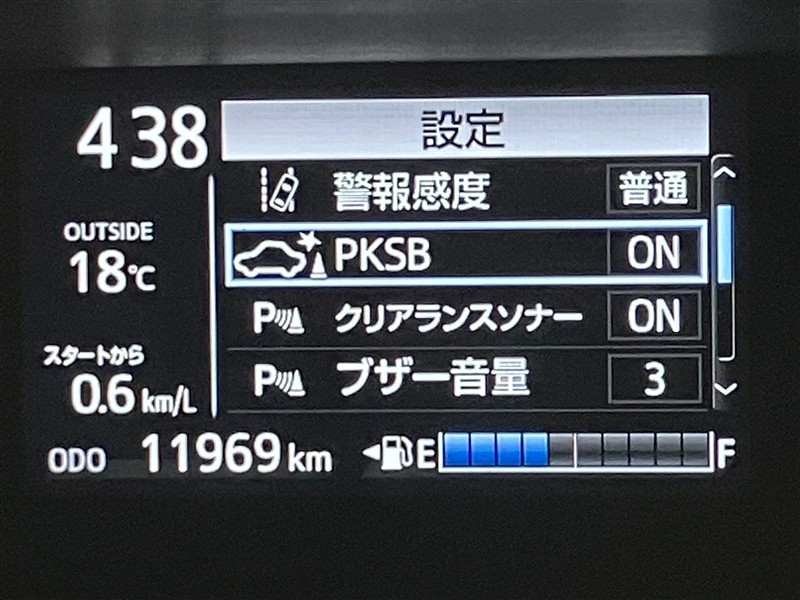 438
設定
警報感度 普通
OUTSIDE
18℃
PKSB ON
P クリアランスソナー ON
スタートから
0.6 km/L
P ブザー音量 3
ODO 11969 km
E F